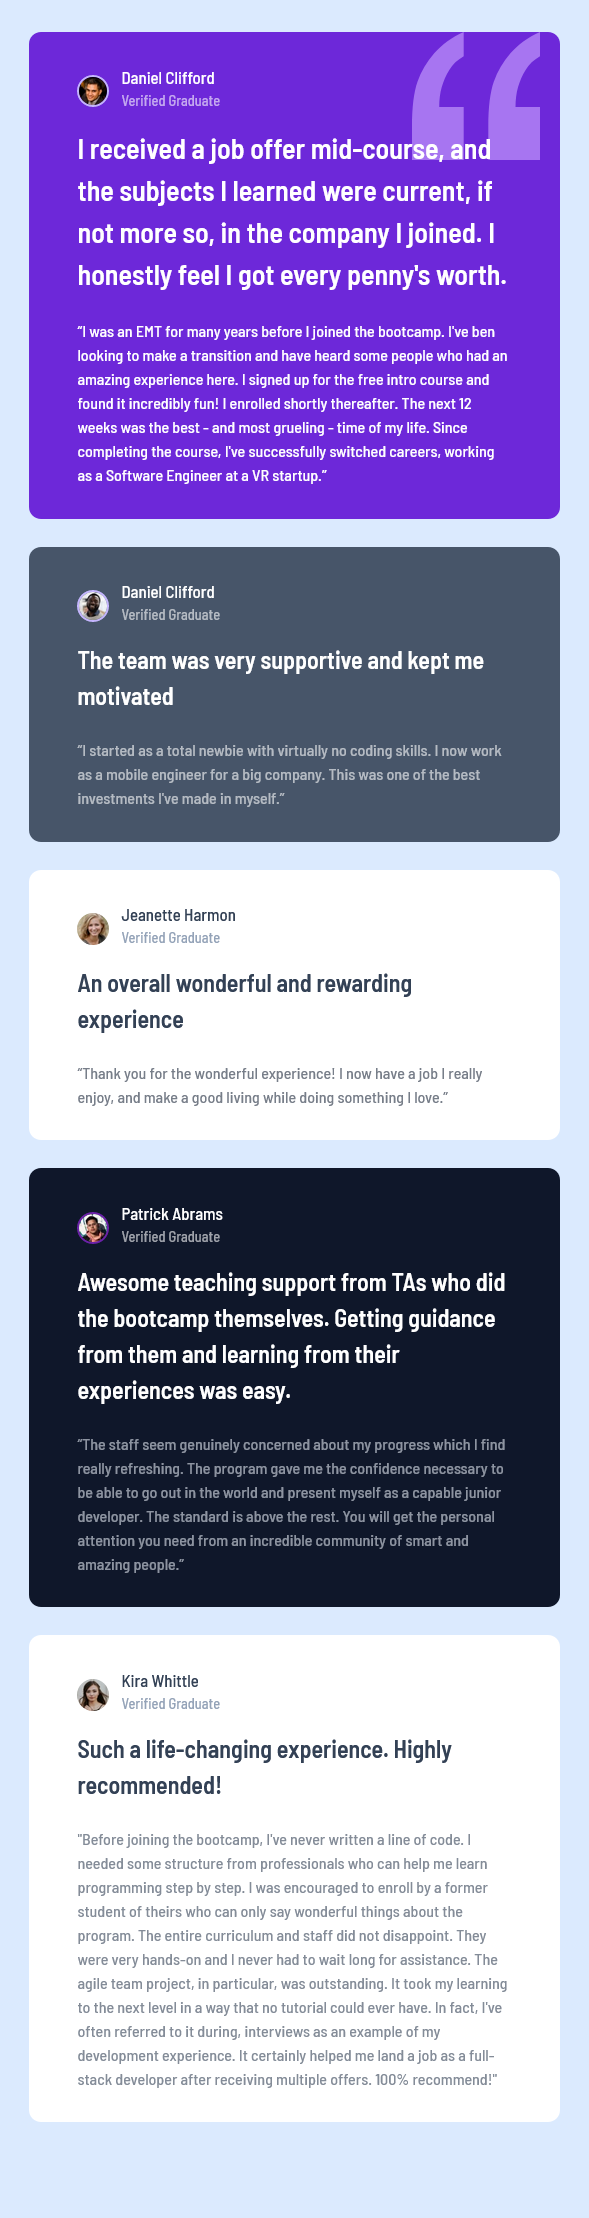 Daniel Clifford
Verified Graduate
I received a job offer mid-course, and
the subjects I learned were current, if
not more so, in the company I joined. I
honestly feel I got every penny's worth.
“I was an EMT for many years before I joined the bootcamp. I've ben
looking to make a transition and have heard some people who had an
amazing experience here. I signed up for the free intro course and
found it incredibly fun! I enrolled shortly thereafter. The next 12
weeks was the best - and most grueling - time of my life. Since
completing the course, I've successfully switched careers, working
as a Software Engineer at a VR startup.”
Daniel Clifford
Verified Graduate
The team was very supportive and kept me
motivated
“I started as a total newbie with virtually no coding skills. I now work
as a mobile engineer for a big company. This was one of the best
investments I've made in myself.”
Jeanette Harmon
Verified Graduate
An overall wonderful and rewarding
experience
“Thank you for the wonderful experience! I now have a job I really
enjoy, and make a good living while doing something I love.”
Patrick Abrams
Verified Graduate
Awesome teaching support from TAs who did
the bootcamp themselves. Getting guidance
from them and learning from their
experiences was easy.
“The staff seem genuinely concerned about my progress which I find
really refreshing. The program gave me the confidence necessary to
be able to go out in the world and present myself as a capable junior
developer. The standard is above the rest. You will get the personal
attention you need from an incredible community of smart and
amazing people.”
Kira Whittle
Verified Graduate
Such a life-changing experience. Highly
recommended!
"Before joining the bootcamp, I've never written a line of code. I
needed some structure from professionals who can help me learn
programming step by step. I was encouraged to enroll by a former
student of theirs who can only say wonderful things about the
program. The entire curriculum and staff did not disappoint. They
were very hands-on and I never had to wait long for assistance. The
agile team project, in particular, was outstanding. It took my learning
to the next level in a way that no tutorial could ever have. In fact, I've
often referred to it during, interviews as an example of my
development experience. It certainly helped me land a job as a full-
stack developer after receiving multiple offers. 100% recommend!"